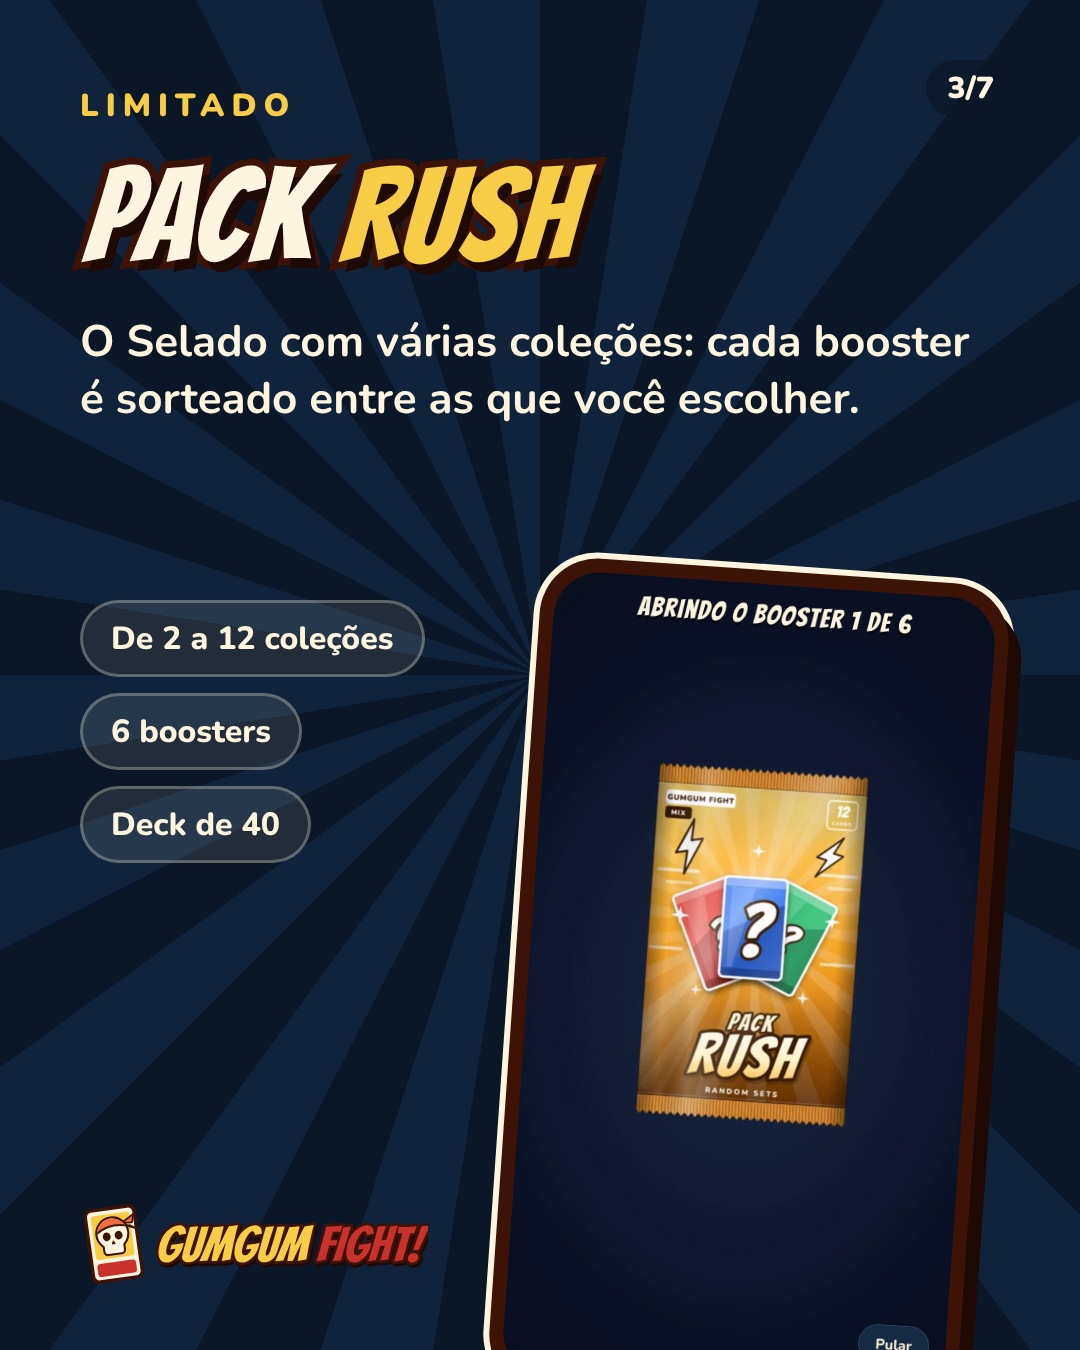 LIMITADO
3/7
PACK RUSH
O Selado com várias coleções: cada booster
é sorteado entre as que você escolher.
De 2 a 12 coleções
6 boosters
Deck de 40
ABRINDO O BOOSTER 1 DE 6
GUMGUM FIGHT
MIX
12
CARDS
?
?
?
PACK
RUSH
RANDOM SETS
GUMGUM FIGHT!
Pular